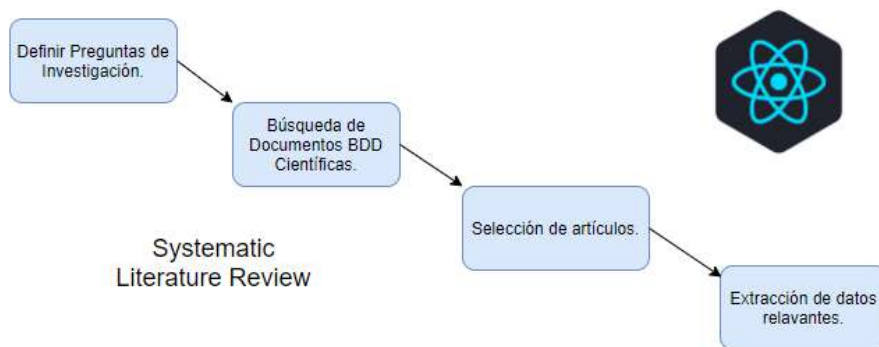 Definir Preguntas de
Investigación.
Búsqueda de
Documentos BDD
Científicas.
Selección de artículos.
Systematic
Literature Review
Extracción de datos
relavantes.